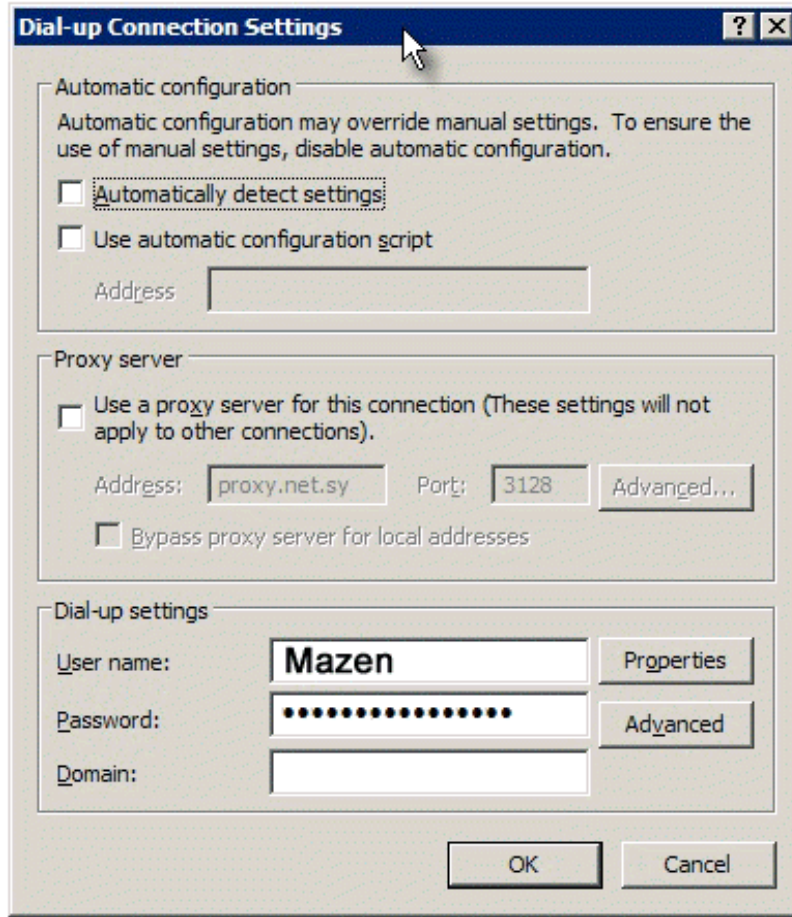 Dial-up Connection Settings
Automatic configuration
Automatic configuration may override manual settings. To ensure the
use of manual settings, disable automatic configuration.
Automatically detect settings
Use automatic configuration script
Address
Proxy server
Use a proxy server for this connection (These settings will not
apply to other connections).
Address: proxy.net.sy Port: 3128 Advanced...
Bypass proxy server for local addresses
Dial-up settings
User name: Mazen Properties
Password: •••••••••••••••• Advanced
Domain:
OK Cancel